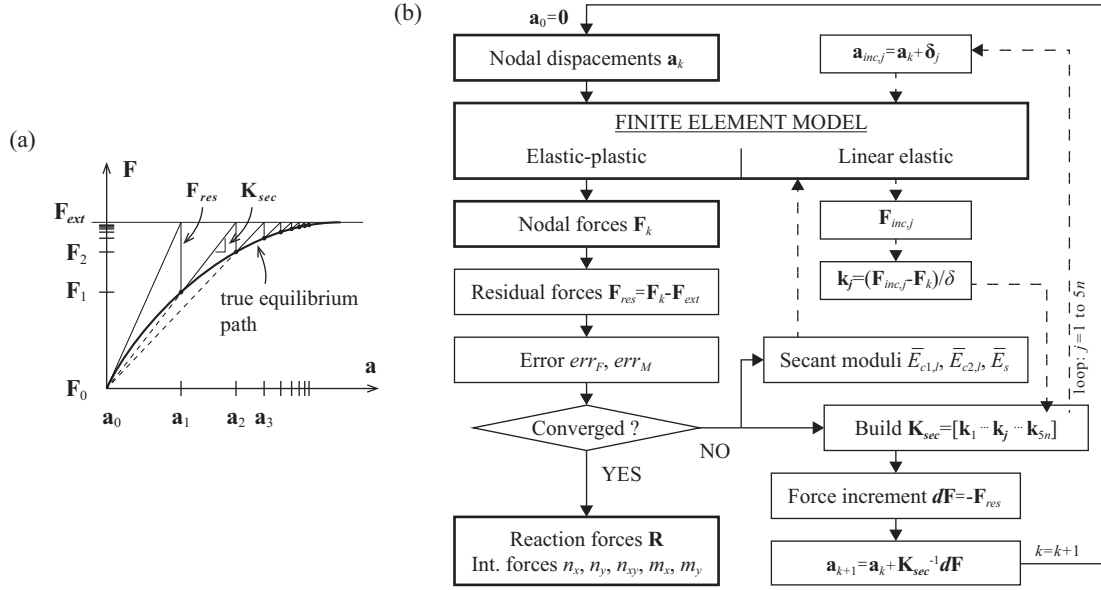 (a)
F
F_res
K_sec
F_ext
F_2
F_1
true equilibrium
path
F_0
a
a_0
a_1
a_2
a_3
(b)
a_0=0
Nodal dispacements a_k
a_inc,j=a_k+δ_j
FINITE ELEMENT MODEL
Elastic-plastic
Linear elastic
Nodal forces F_k
F_inc,j
Residual forces F_res=F_k-F_ext
k_j=(F_inc,j-F_k)/δ
loop: j=1 to 5n
Error err_F, err_M
Secant moduli E̅_c1,l, E̅_c2,l, E̅_s
Converged ?
NO
Build K_sec=[k_1 ... k_j ... k_5n]
YES
Force increment dF=-F_res
Reaction forces R
Int. forces n_x, n_y, n_xy, m_x, m_y
a_k+1=a_k+K_sec^-1dF
k=k+1